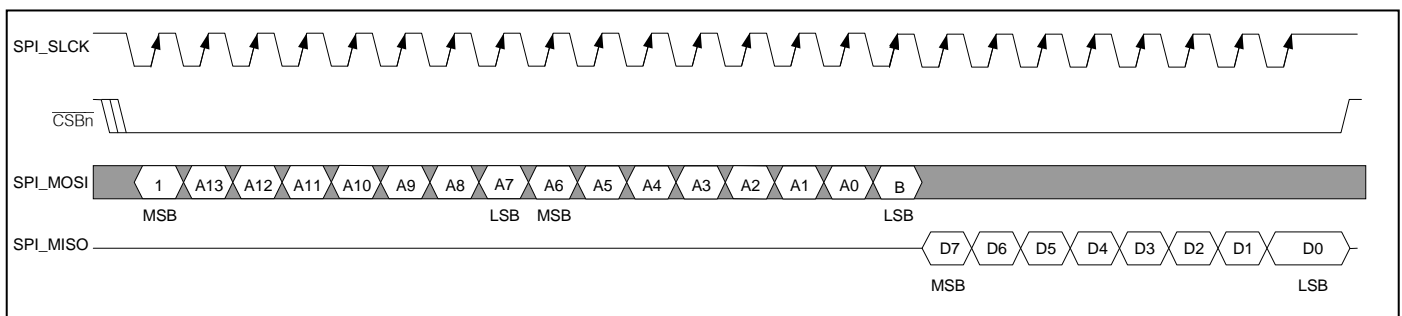 SPI_SLCK
CSBn
SPI_MOSI 1 A13 A12 A11 A10 A9 A8 A7 A6 A5 A4 A3 A2 A1 A0 B
MSB LSB MSB LSB
SPI_MISO D7 D6 D5 D4 D3 D2 D1 D0
MSB LSB